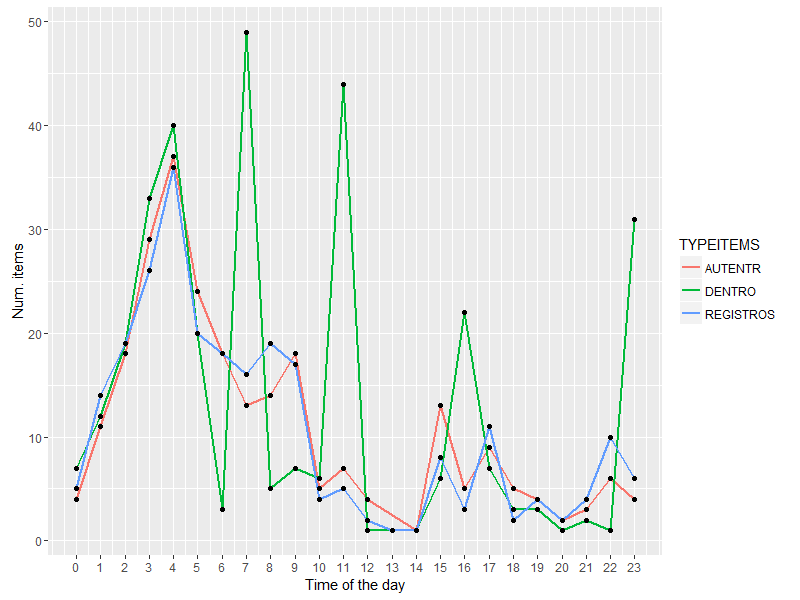 50
40
30
20
10
0
Num. items
0 1 2 3 4 5 6 7 8 9 10 11 12 13 14 15 16 17 18 19 20 21 22 23
Time of the day
TYPEITEMS
AUTENTR
DENTRO
REGISTROS